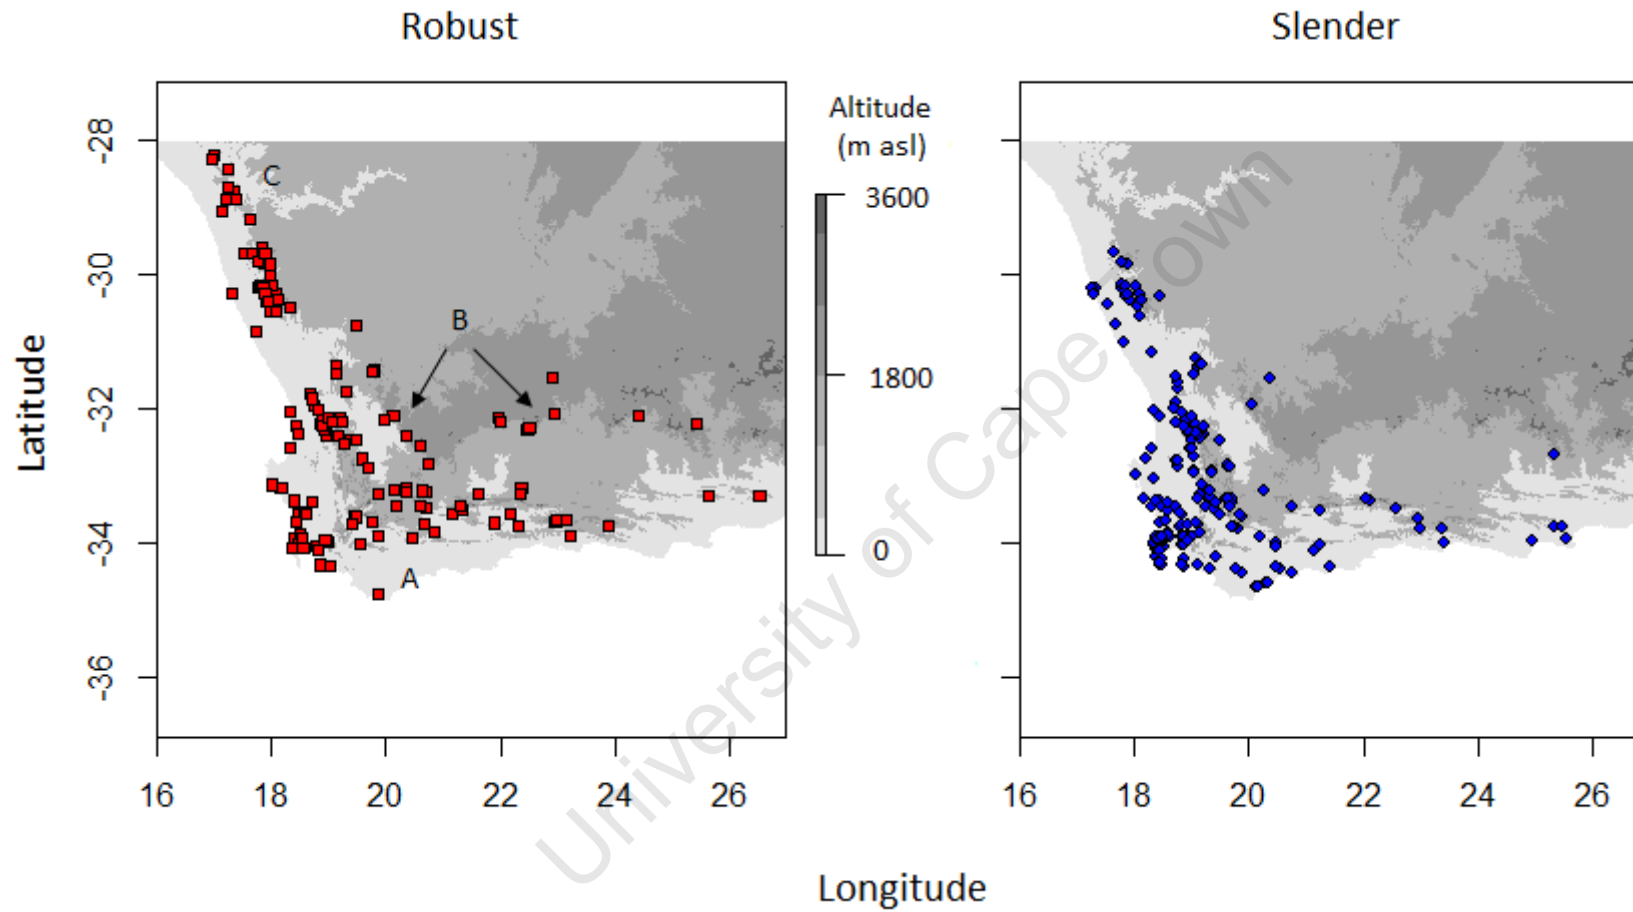 Robust
Slender
Altitude
(m asl)
3600
1800
0
C
B
A
Latitude
-28
-30
-32
-34
-36
16 18 20 22 24 26
16 18 20 22 24 26
Longitude
University of Cape Town